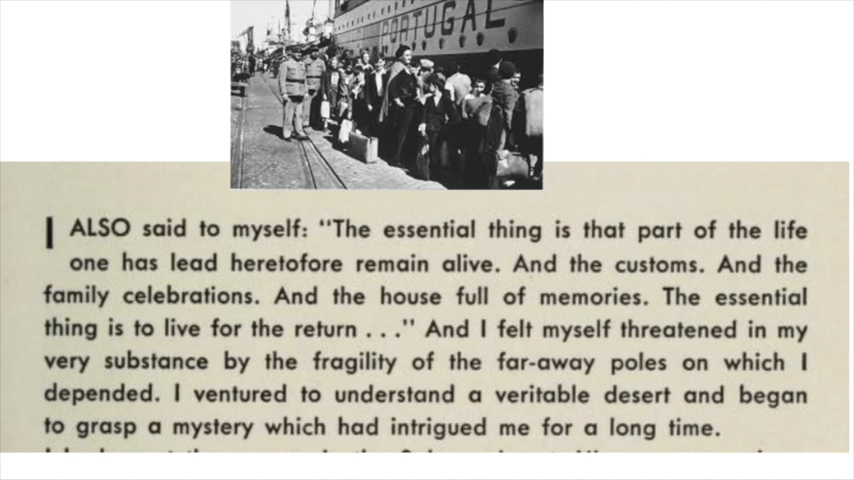 PORTUGAL
I ALSO said to myself: "The essential thing is that part of the life
one has lead heretofore remain alive. And the customs. And the
family celebrations. And the house full of memories. The essential
thing is to live for the return . . ." And I felt myself threatened in my
very substance by the fragility of the far-away poles on which I
depended. I ventured to understand a veritable desert and began
to grasp a mystery which had intrigued me for a long time.